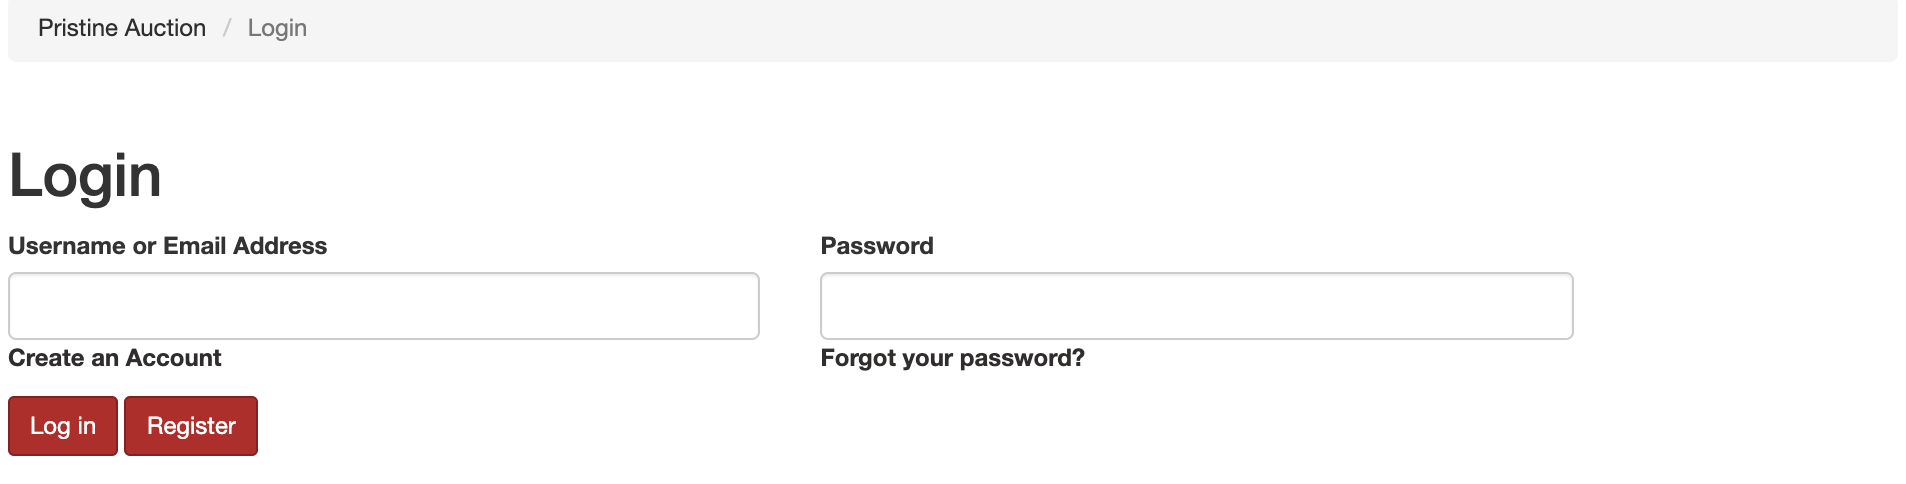 Pristine Auction / Login
Login
Username or Email Address
Password
Create an Account
Forgot your password?
Log in
Register